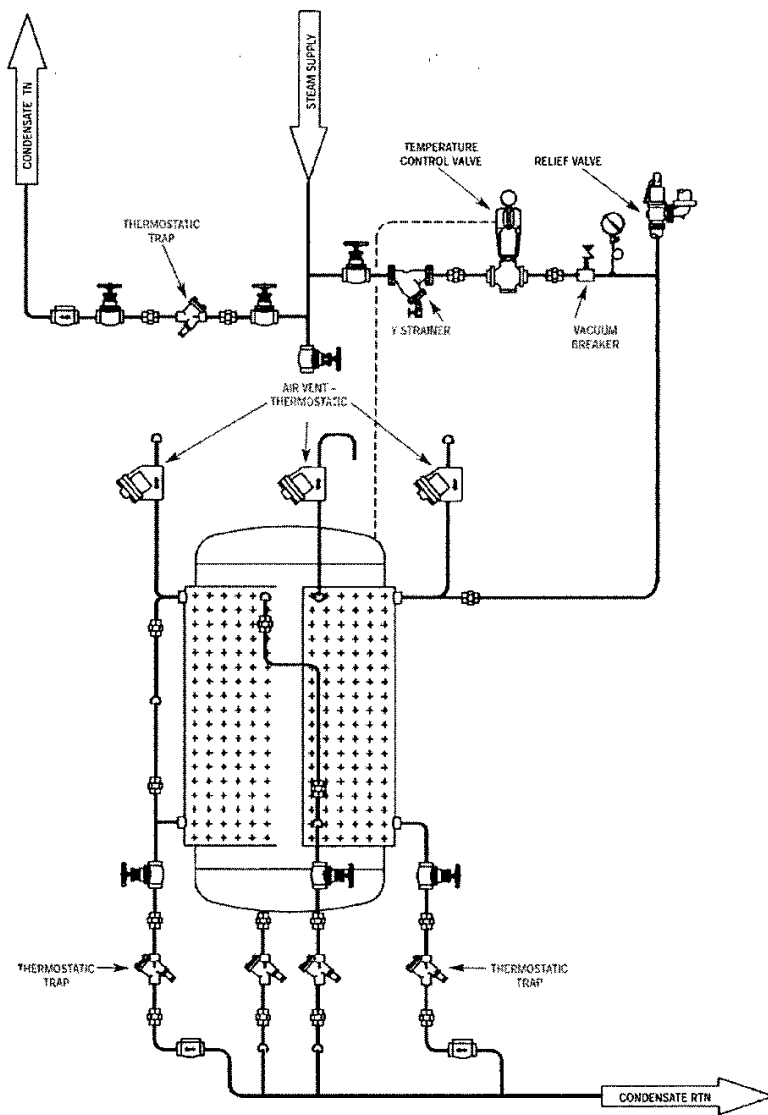 CONDENSATE TN
STEAM SUPPLY
TEMPERATURE
CONTROL VALVE
RELIEF VALVE
THERMOSTATIC
TRAP
Y STRAINER
VACUUM
BREAKER
AIR VENT –
THERMOSTATIC
THERMOSTATIC
TRAP
THERMOSTATIC
TRAP
CONDENSATE RTN